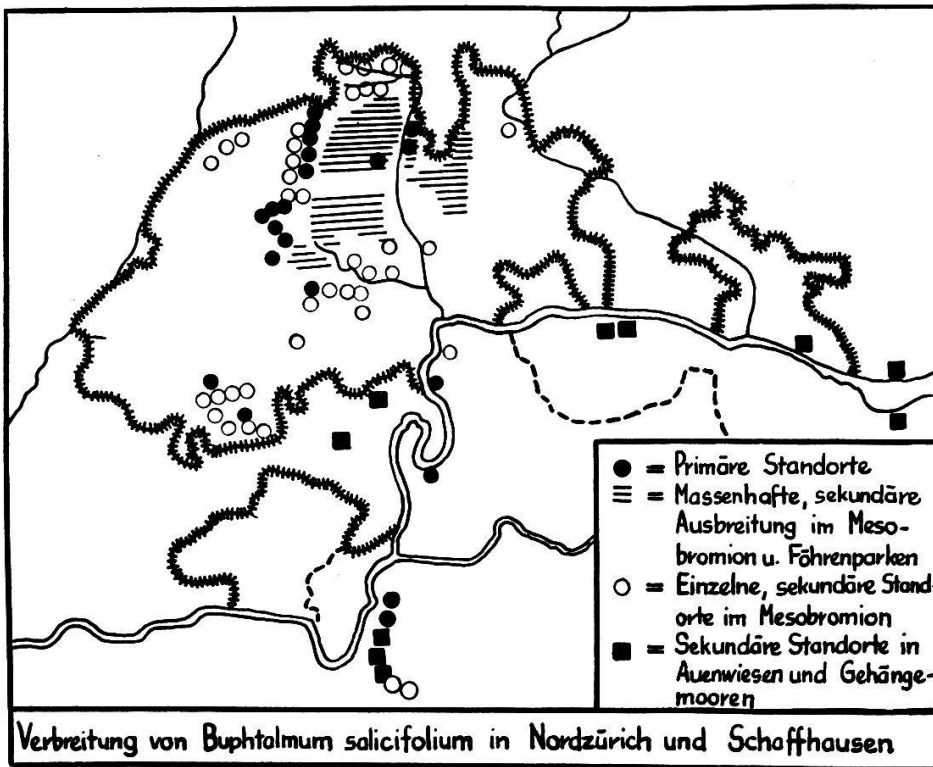 ● = Primäre Standorte
≡ = Massenhafte, sekundäre
Ausbreitung im Meso-
bromion u. Föhrenparken
○ = Einzelne, sekundäre Stand-
orte im Mesobromion
■ = Sekundäre Standorte in
Auenwiesen und Gehänge-
mooren
Verbreitung von Buphtalmum salicifolium in Nordzürich und Schaffhausen